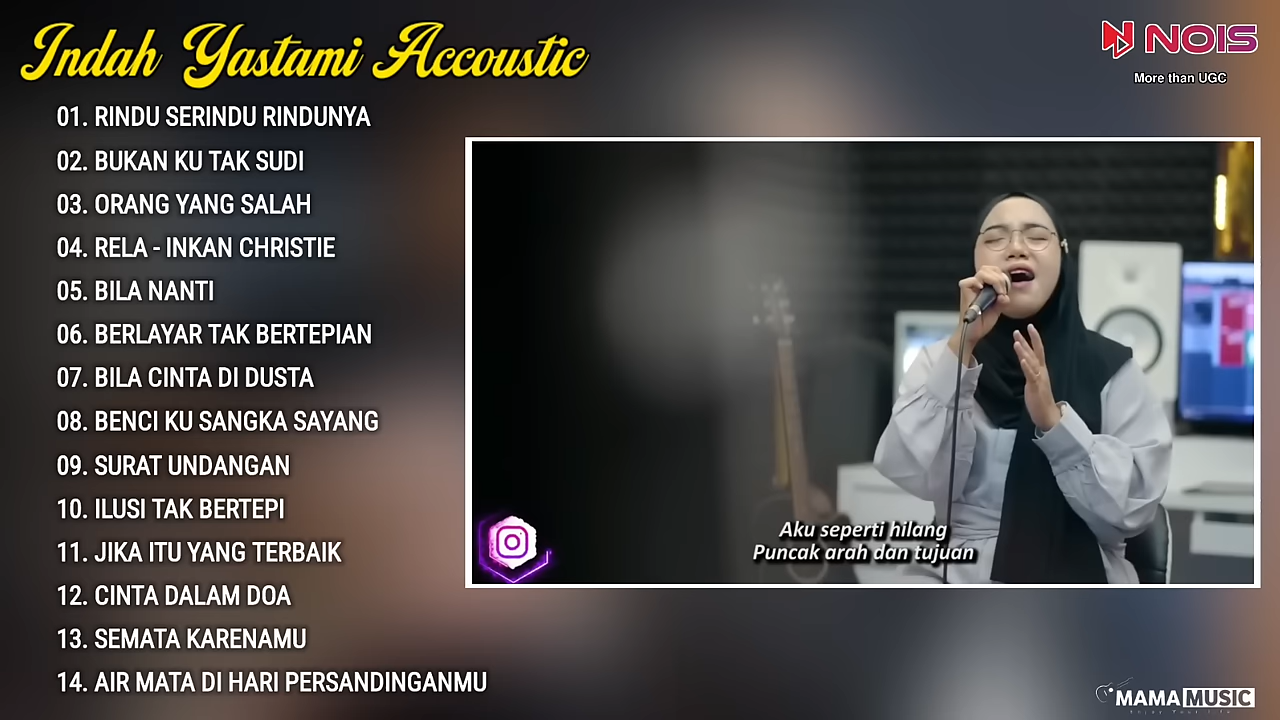 Indah Yastami Accoustic
NOIS
More than UGC
01. RINDU SERINDU RINDUNYA
02. BUKAN KU TAK SUDI
03. ORANG YANG SALAH
04. RELA - INKAN CHRISTIE
05. BILA NANTI
06. BERLAYAR TAK BERTEPIAN
07. BILA CINTA DI DUSTA
08. BENCI KU SANGKA SAYANG
09. SURAT UNDANGAN
10. ILUSI TAK BERTEPI
11. JIKA ITU YANG TERBAIK
12. CINTA DALAM DOA
13. SEMATA KARENAMU
14. AIR MATA DI HARI PERSANDINGANMU
Aku seperti hilang
Puncak arah dan tujuan
MAMA MUSIC